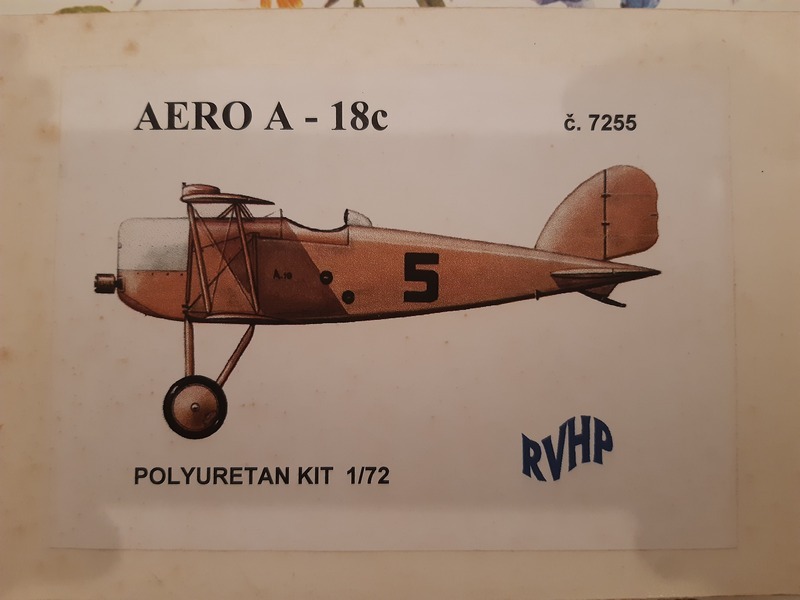 AERO A - 18c
č. 7255
A.18
5
POLYURETAN KIT 1/72
RVHP